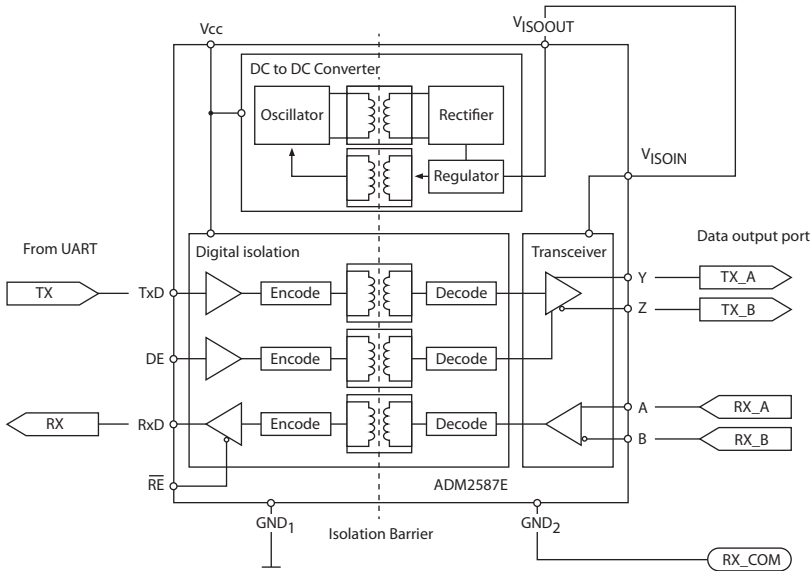 Vcc
VISOOUT
DC to DC Converter
Oscillator
Rectifier
Regulator
VISOIN
From UART
Digital isolation
Transceiver
Data output port
TX
TxD
Encode
Decode
Y
TX_A
Z
TX_B
DE
Encode
Decode
RX
RxD
Encode
Decode
A
RX_A
B
RX_B
RE
ADM2587E
GND1
Isolation Barrier
GND2
RX_COM